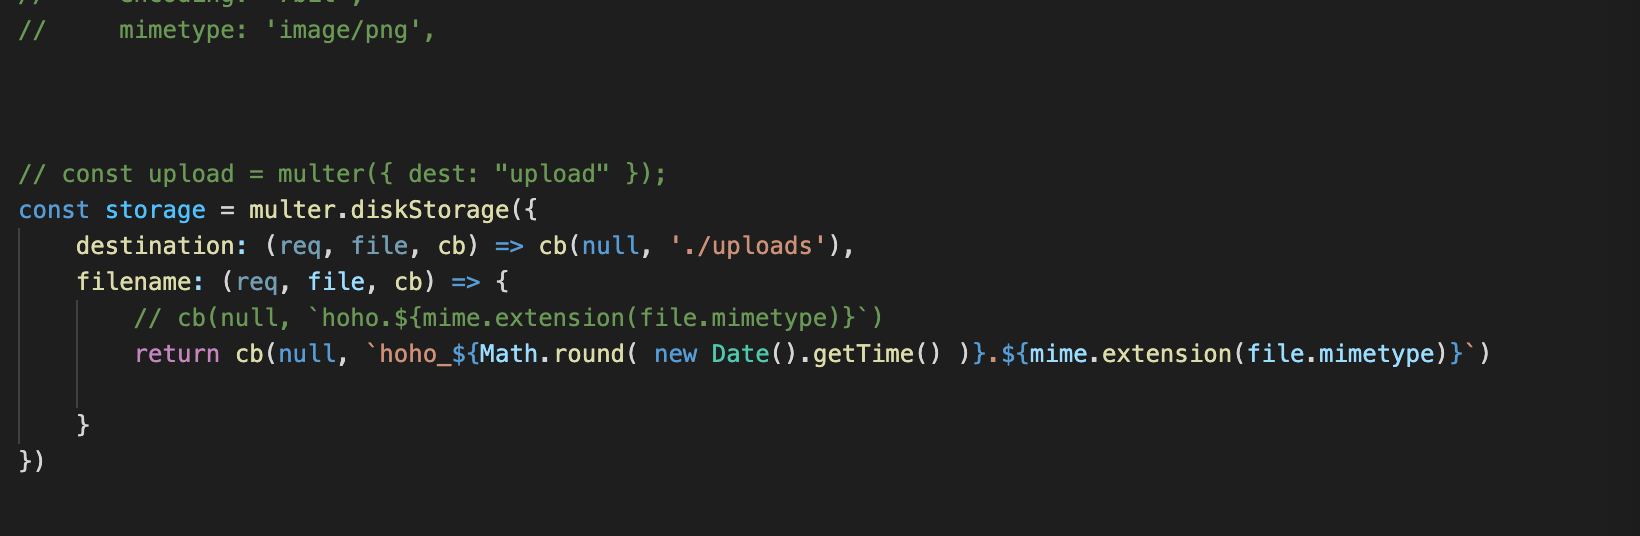 // mimetype: 'image/png',
// const upload = multer({ dest: "upload" });
const storage = multer.diskStorage({
destination: (req, file, cb) => cb(null, './uploads'),
filename: (req, file, cb) => {
// cb(null, `hoho.${mime.extension(file.mimetype)}`)
return cb(null, `hoho_${Math.round( new Date().getTime() )}.${mime.extension(file.mimetype)}`)
}
})